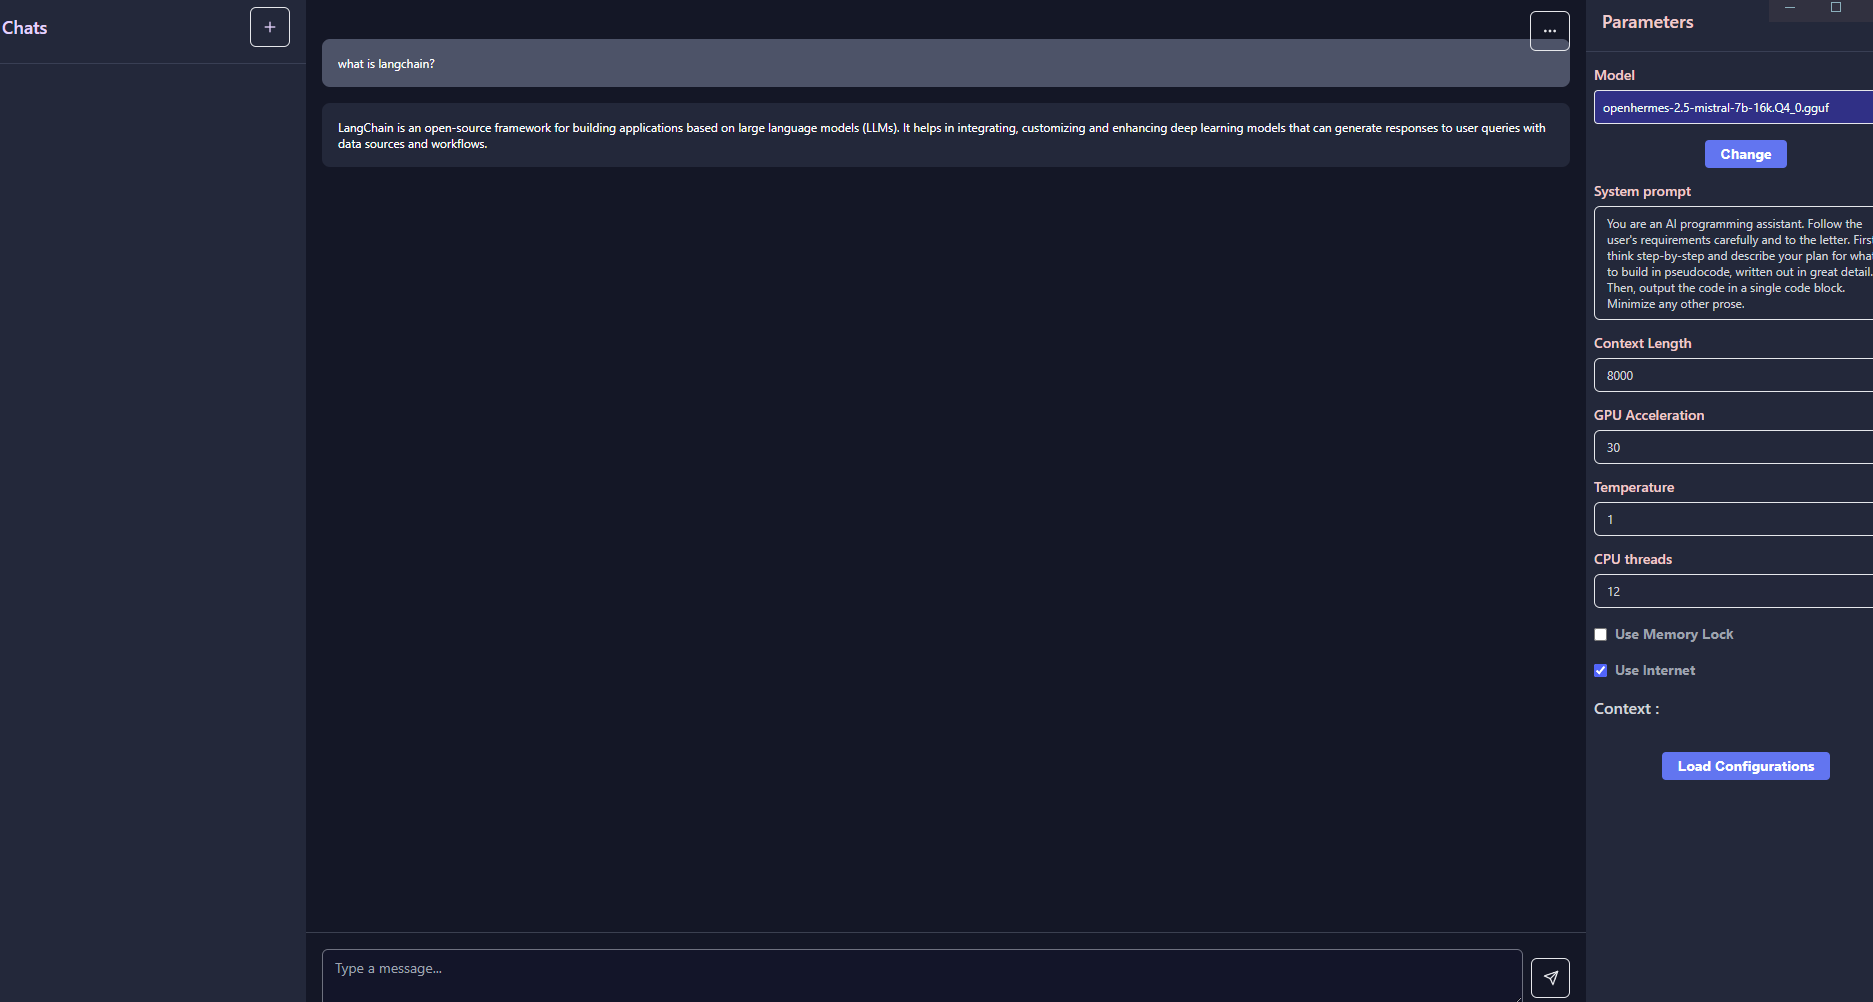 Chats
what is langchain?
LangChain is an open-source framework for building applications based on large language models (LLMs). It helps in integrating, customizing and enhancing deep learning models that can generate responses to user queries with
data sources and workflows.
Type a message...
Parameters
Model
openhermes-2.5-mistral-7b-16k.Q4_0.gguf
Change
System prompt
You are an AI programming assistant. Follow the
user's requirements carefully and to the letter. First
think step-by-step and describe your plan for what
to build in pseudocode, written out in great detail.
Then, output the code in a single code block.
Minimize any other prose.
Context Length
8000
GPU Acceleration
30
Temperature
1
CPU threads
12
Use Memory Lock
Use Internet
Context :
Load Configurations